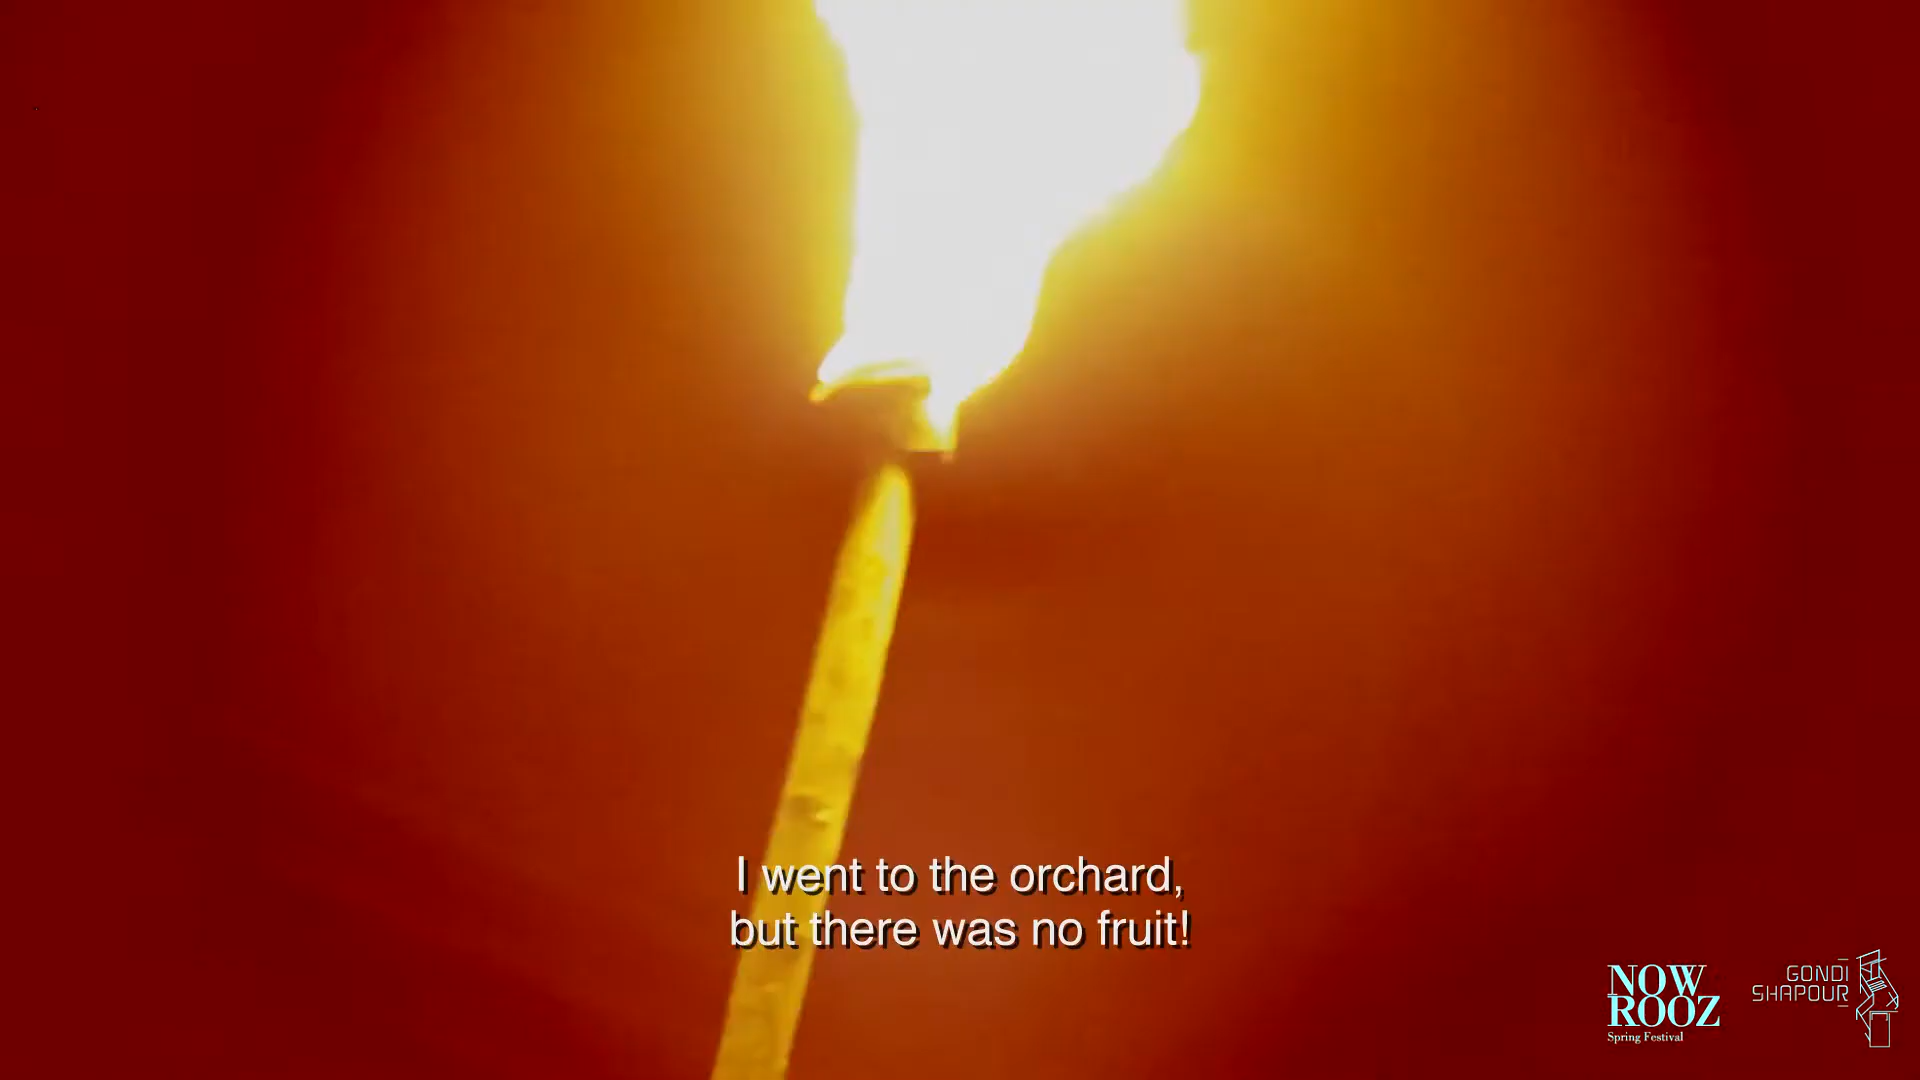 I went to the orchard,
but there was no fruit!
NOW
ROOZ
Spring Festival
GONDI
SHAPOUR